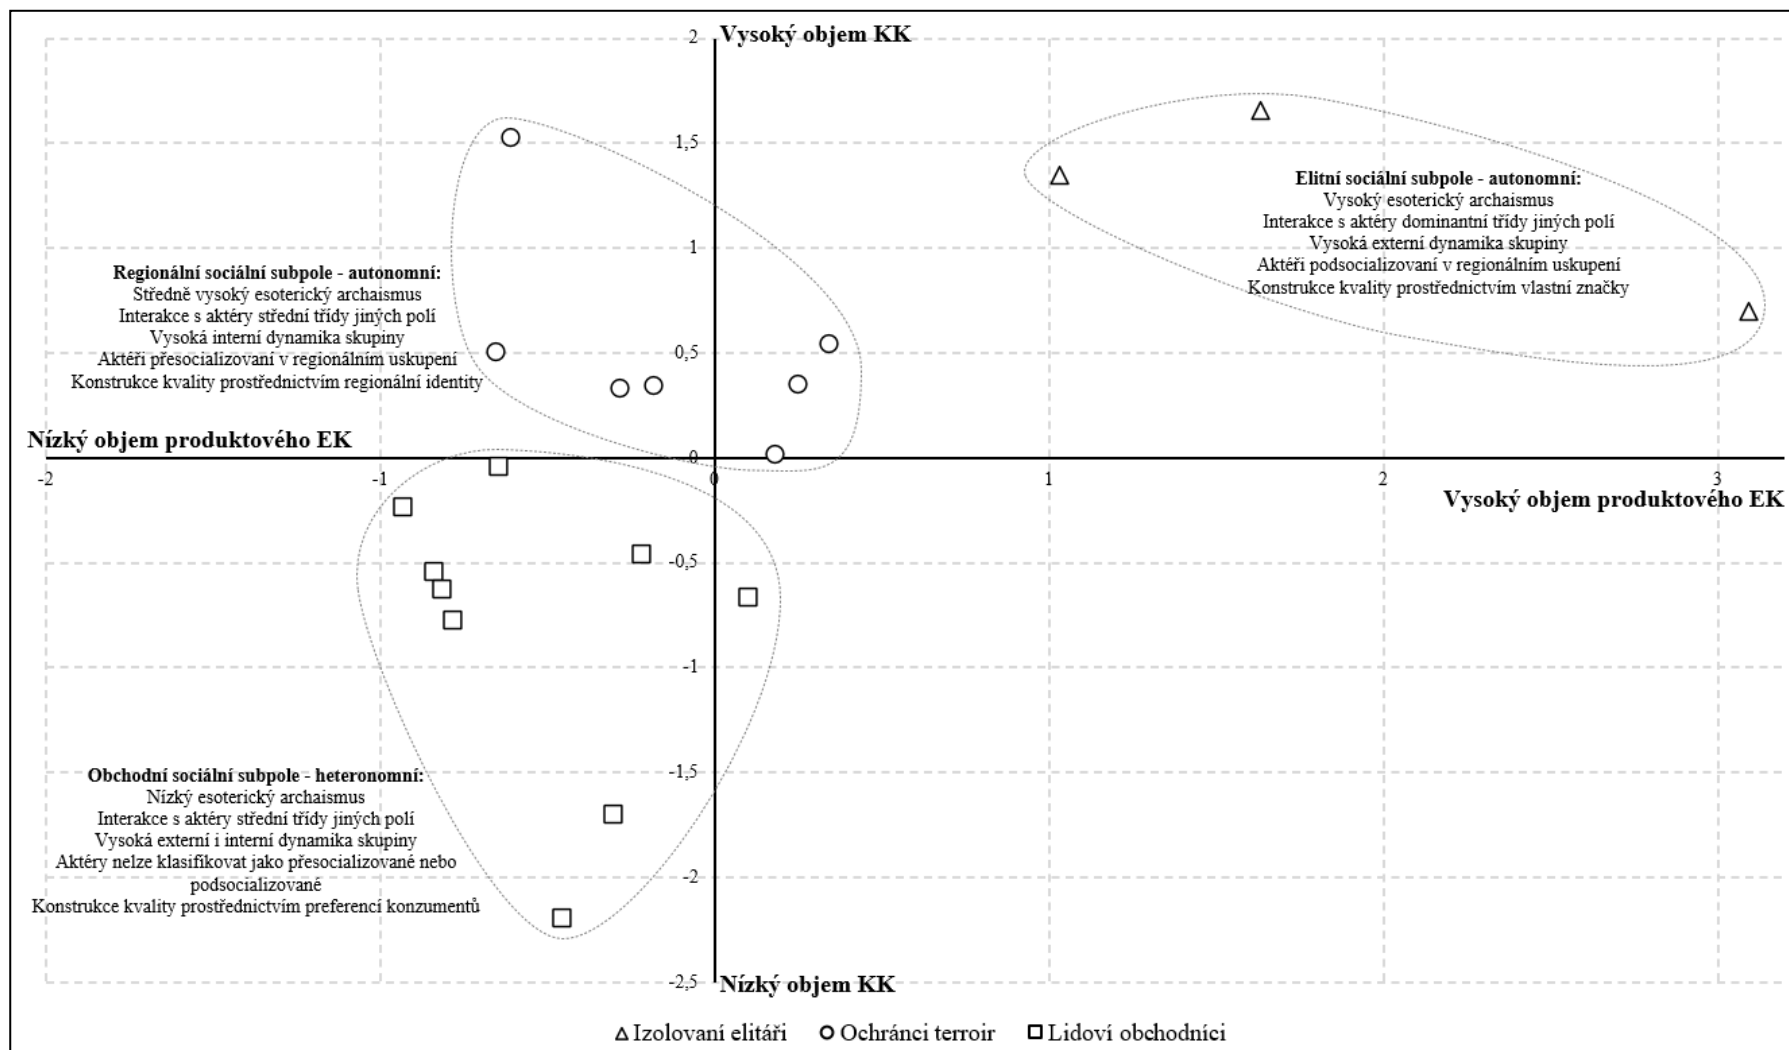 Vysoký objem KK
2
1,5
Elitní sociální subpole - autonomní:
Vysoký esoterický archaismus
Interakce s aktéry dominantní třídy jiných polí
Vysoká externí dynamika skupiny
Aktéři podsocializovaní v regionálním uskupení
Konstrukce kvality prostřednictvím vlastní značky
1
Regionální sociální subpole - autonomní:
Středně vysoký esoterický archaismus
Interakce s aktéry střední třídy jiných polí
Vysoká interní dynamika skupiny
Aktéři přesocializovaní v regionálním uskupení
Konstrukce kvality prostřednictvím regionální identity
0,5
Nízký objem produktového EK
0
-2 -1 0 1 2 3
Vysoký objem produktového EK
-0,5
-1
-1,5
Obchodní sociální subpole - heteronomní:
Nízký esoterický archaismus
Interakce s aktéry střední třídy jiných polí
Vysoká externí i interní dynamika skupiny
Aktéry nelze klasifikovat jako přesocializované nebo
podsocializované
Konstrukce kvality prostřednictvím preferencí konzumentů
-2
-2,5
Nízký objem KK
Izolovaní elitáři Ochránci terroir Lidoví obchodníci